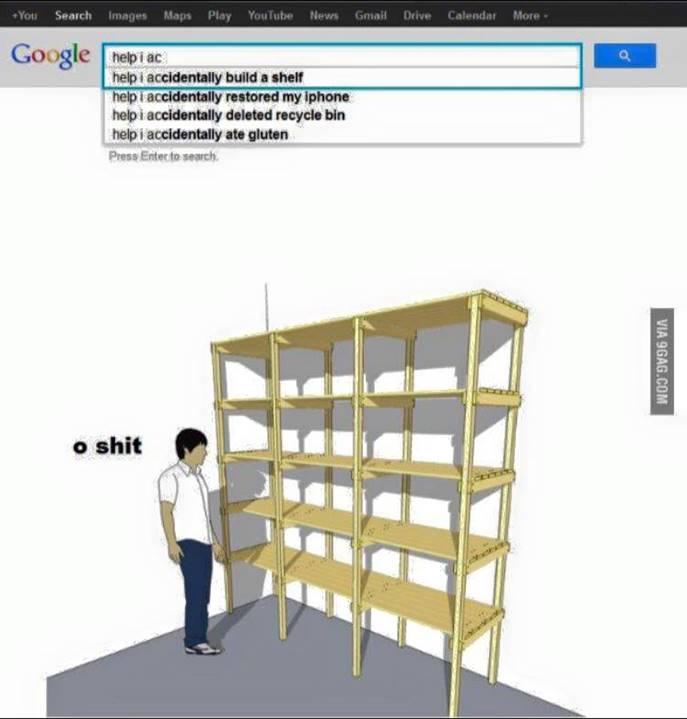 +You Search Images Maps Play YouTube News Gmail Drive Calendar More
Google help i ac
help i accidentally build a shelf
help i accidentally restored my iphone
help i accidentally deleted recycle bin
help i accidentally ate gluten
Press Enter to search.
VIA 9GAG.COM
o shit